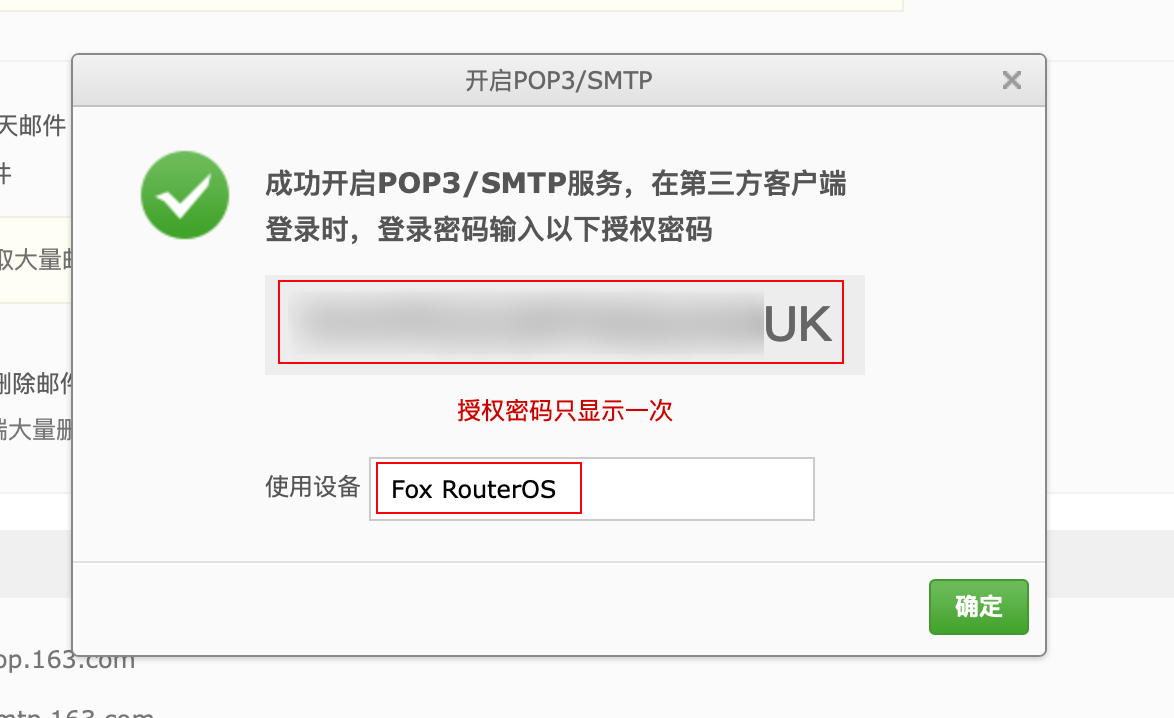 开启POP3/SMTP
天邮件
件
成功开启POP3/SMTP服务，在第三方客户端
登录时，登录密码输入以下授权密码
取大量
UK
删除邮件
授权密码只显示一次
端大量删
使用设备 Fox RouterOS
确定
op.163.com
smtp.163.com